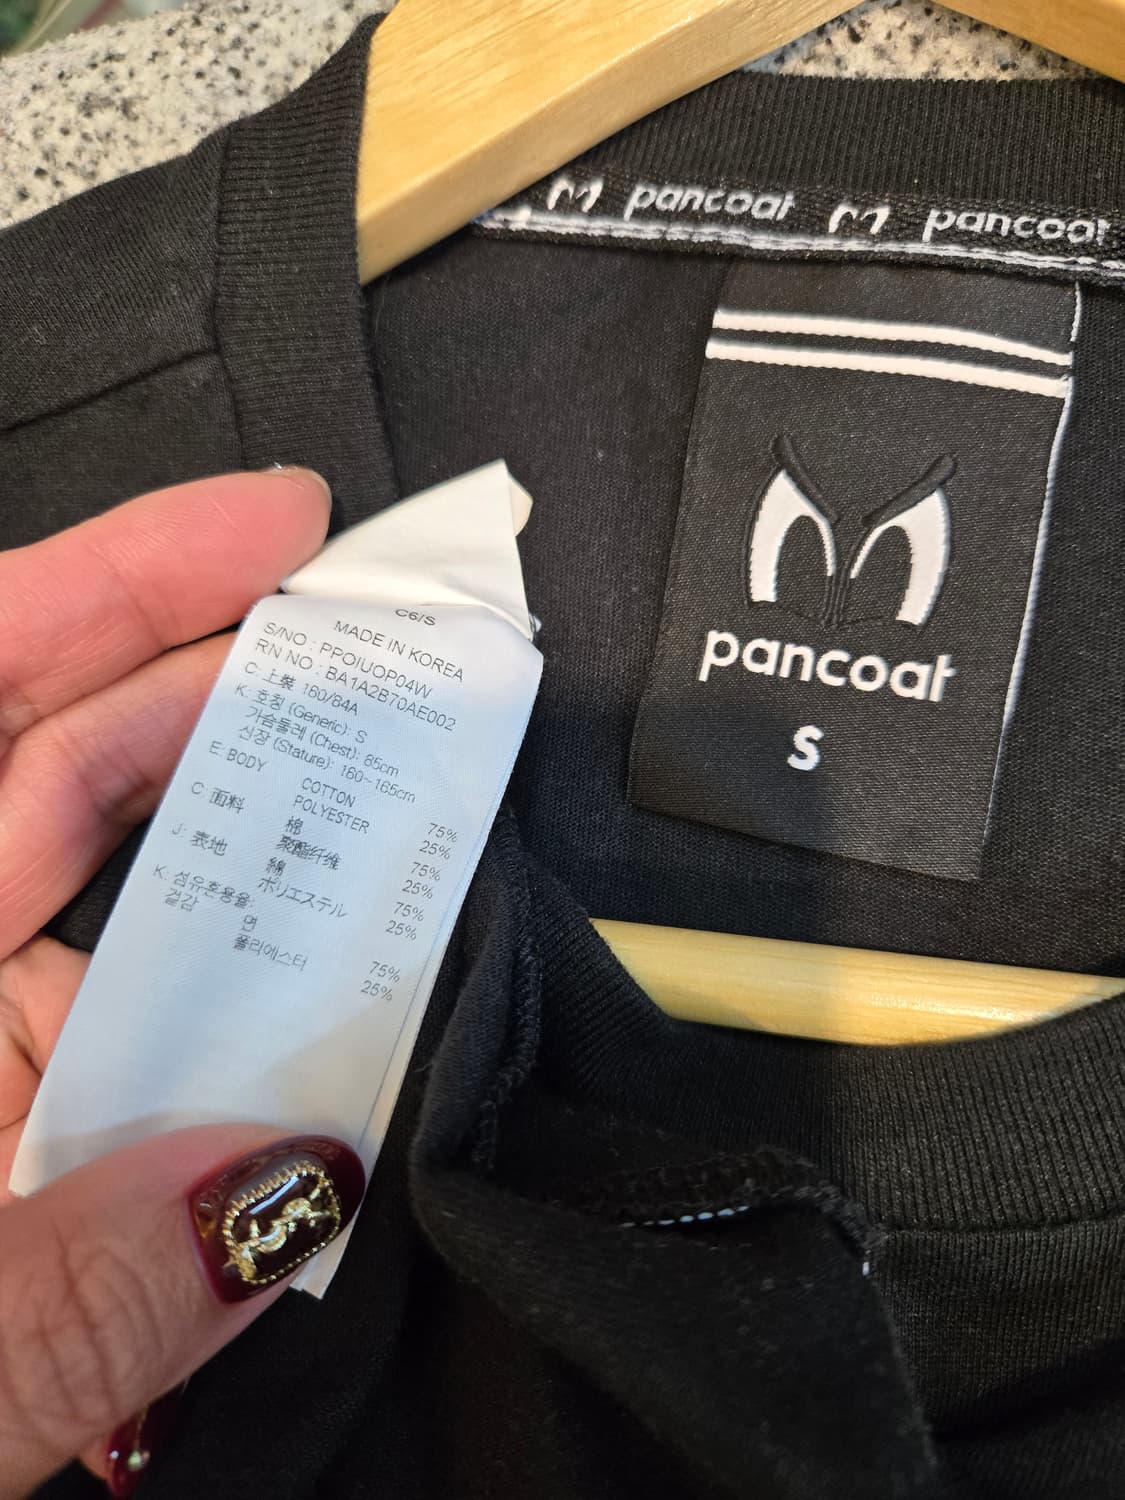 pancoat pancoat
pancoat
S
C6/S
MADE IN KOREA
S/NO : PPOIUOP04W
RN NO : BA1A2B70AE002
C: 上裝 160/84A
K: 호칭 (Generic): S
가슴둘레 (Chest): 85cm
신장 (Stature): 160~165cm
E: BODY
COTTON 75%
POLYESTER 25%
C: 面料
棉 75%
聚酯纤维 25%
J: 表地
綿 75%
ポリエステル 25%
K: 섬유혼용율:
겉감
면 75%
폴리에스터 25%